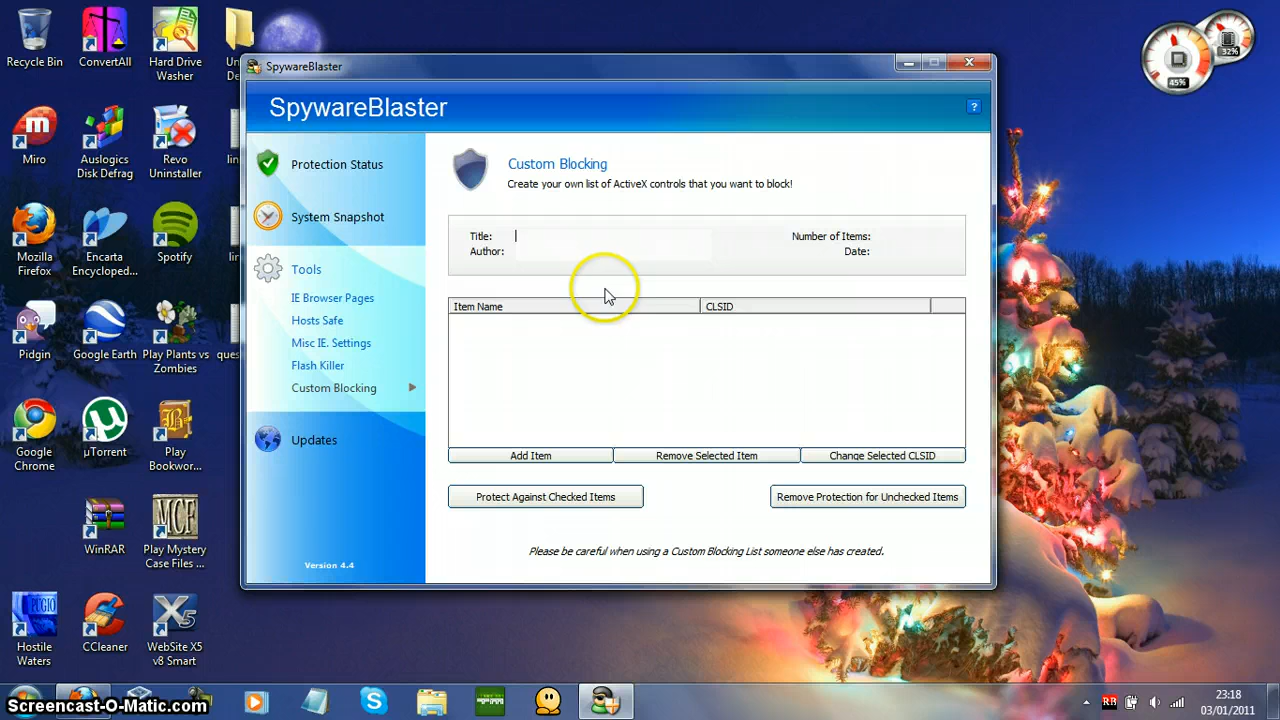 Recycle Bin
ConvertAll
Hard Drive
Washer
Miro
Auslogics
Disk Defrag
Revo
Uninstaller
Mozilla
Firefox
Encarta
Encycloped...
Spotify
Pidgin
Google Earth
Play Plants vs
Zombies
Google
Chrome
µTorrent
Play
Bookwor...
WinRAR
Play Mystery
Case Files ...
Hostile
Waters
CCleaner
WebSite X5
v8 Smart
SpywareBlaster
SpywareBlaster
?
Protection Status
System Snapshot
Tools
IE Browser Pages
Hosts Safe
Misc IE. Settings
Flash Killer
Custom Blocking
Updates
Version 4.4
Custom Blocking
Create your own list of ActiveX controls that you want to block!
Title:
Number of Items:
Author:
Date:
Item Name
CLSID
Add Item
Remove Selected Item
Change Selected CLSID
Protect Against Checked Items
Remove Protection for Unchecked Items
Please be careful when using a Custom Blocking List someone else has created.
45%
32%
Screencast-O-Matic.com
RB
23:18
03/01/2011